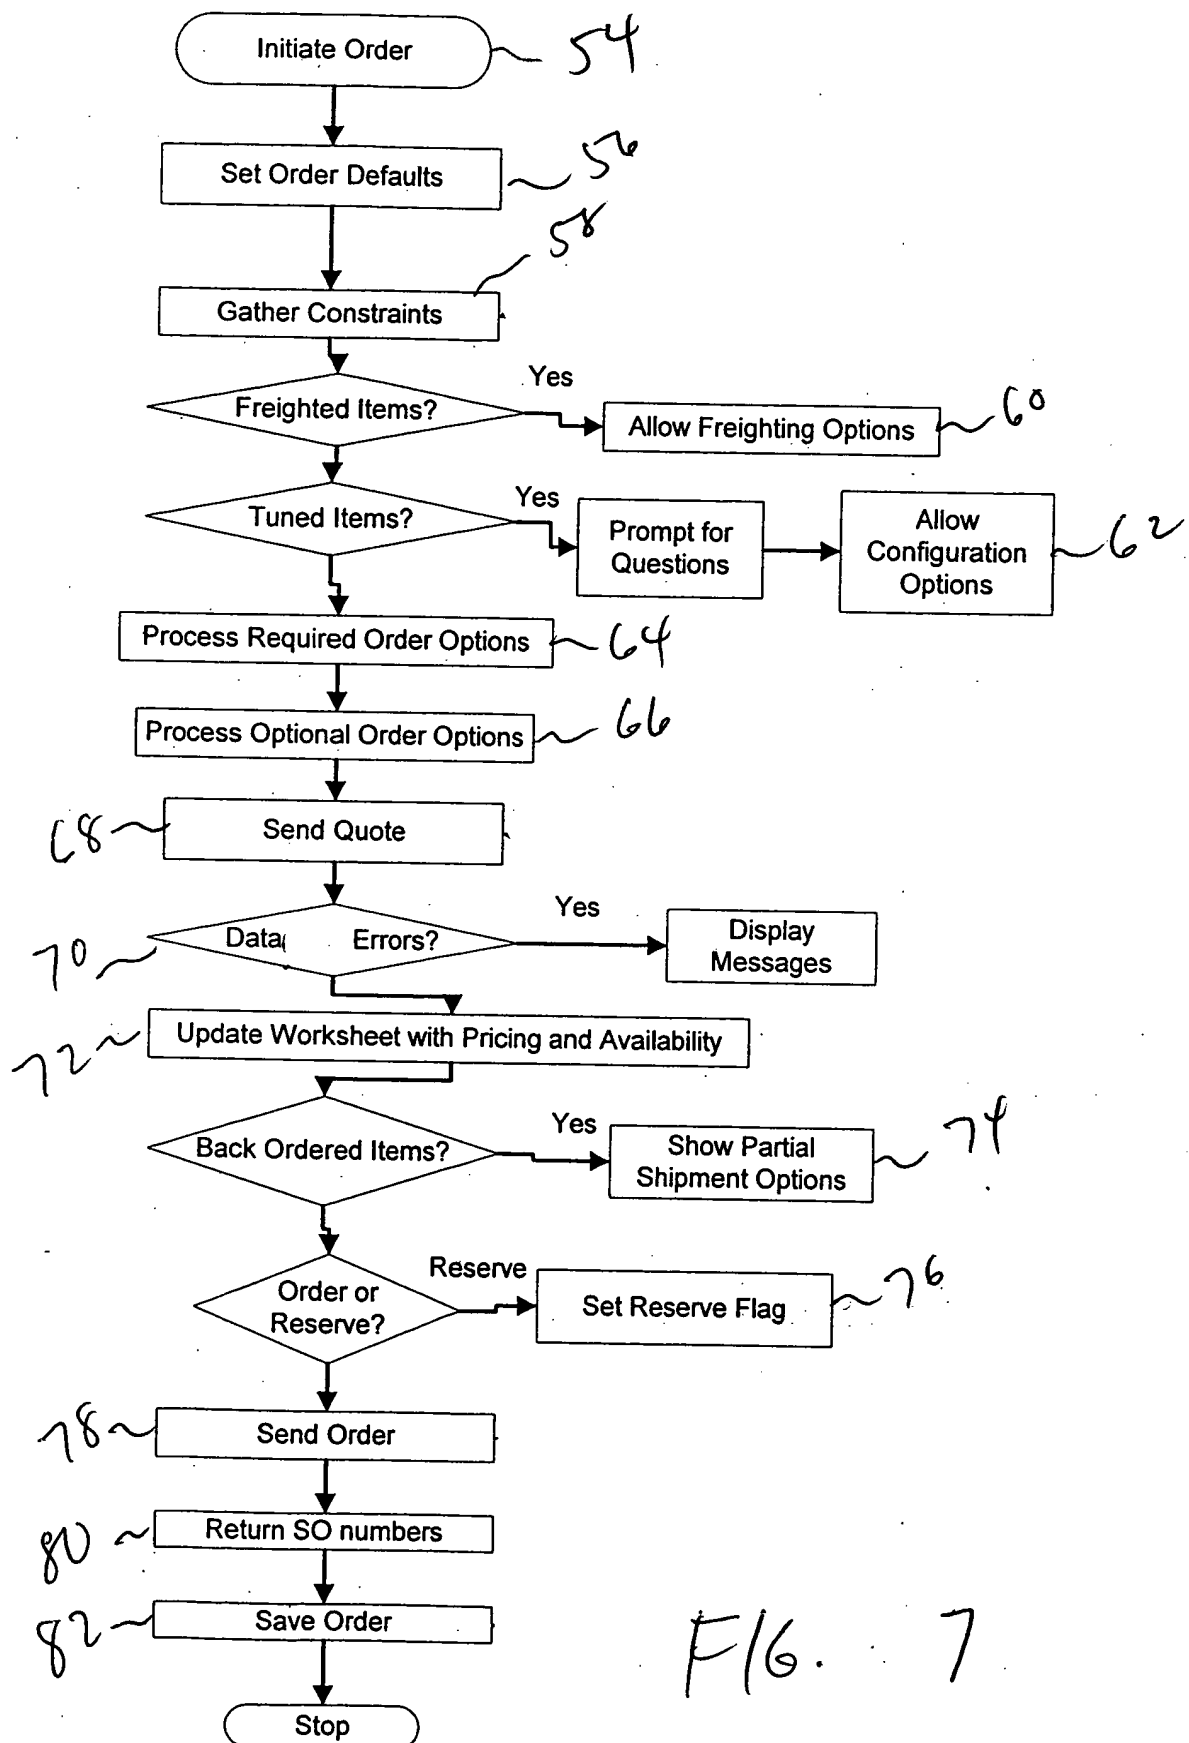 Initiate Order
54
Set Order Defaults
56
58
Gather Constraints
Yes
Freighted Items?
Allow Freighting Options
60
Yes
Tuned Items?
Prompt for
Questions
Allow
Configuration
Options
62
Process Required Order Options
64
Process Optional Order Options
66
68
Send Quote
Yes
70
Data Errors?
Display
Messages
72
Update Worksheet with Pricing and Availability
Yes
Back Ordered Items?
Show Partial
Shipment Options
74
Reserve
Order or
Reserve?
Set Reserve Flag
76
78
Send Order
80
Return SO numbers
82
Save Order
FIG. 7
Stop